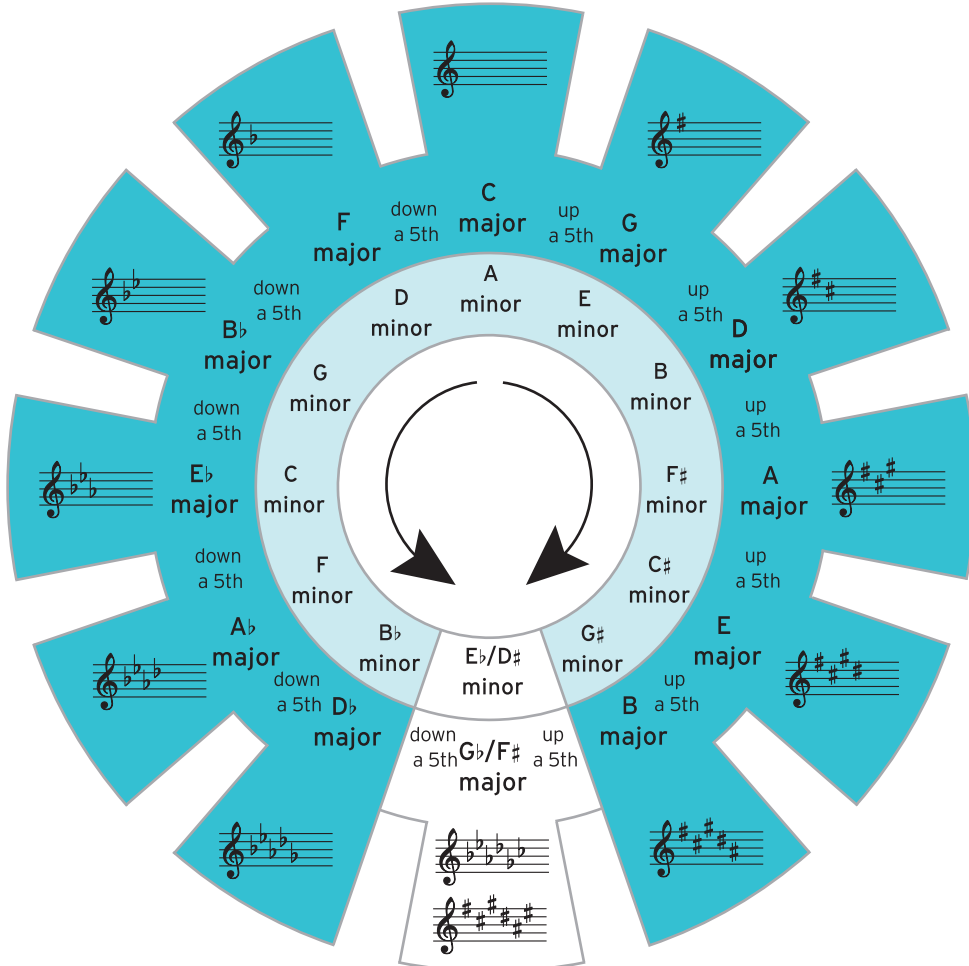 C
major
up
a 5th
G
major
up
a 5th
D
major
up
a 5th
A
major
up
a 5th
E
major
up
a 5th
B
major
up
a 5th
G♭/F♯
major
down
a 5th
D♭
major
down
a 5th
A♭
major
down
a 5th
E♭
major
down
a 5th
B♭
major
down
a 5th
F
major
down
a 5th
A
minor
E
minor
B
minor
F♯
minor
C♯
minor
G♯
minor
E♭/D♯
minor
B♭
minor
F
minor
C
minor
G
minor
D
minor